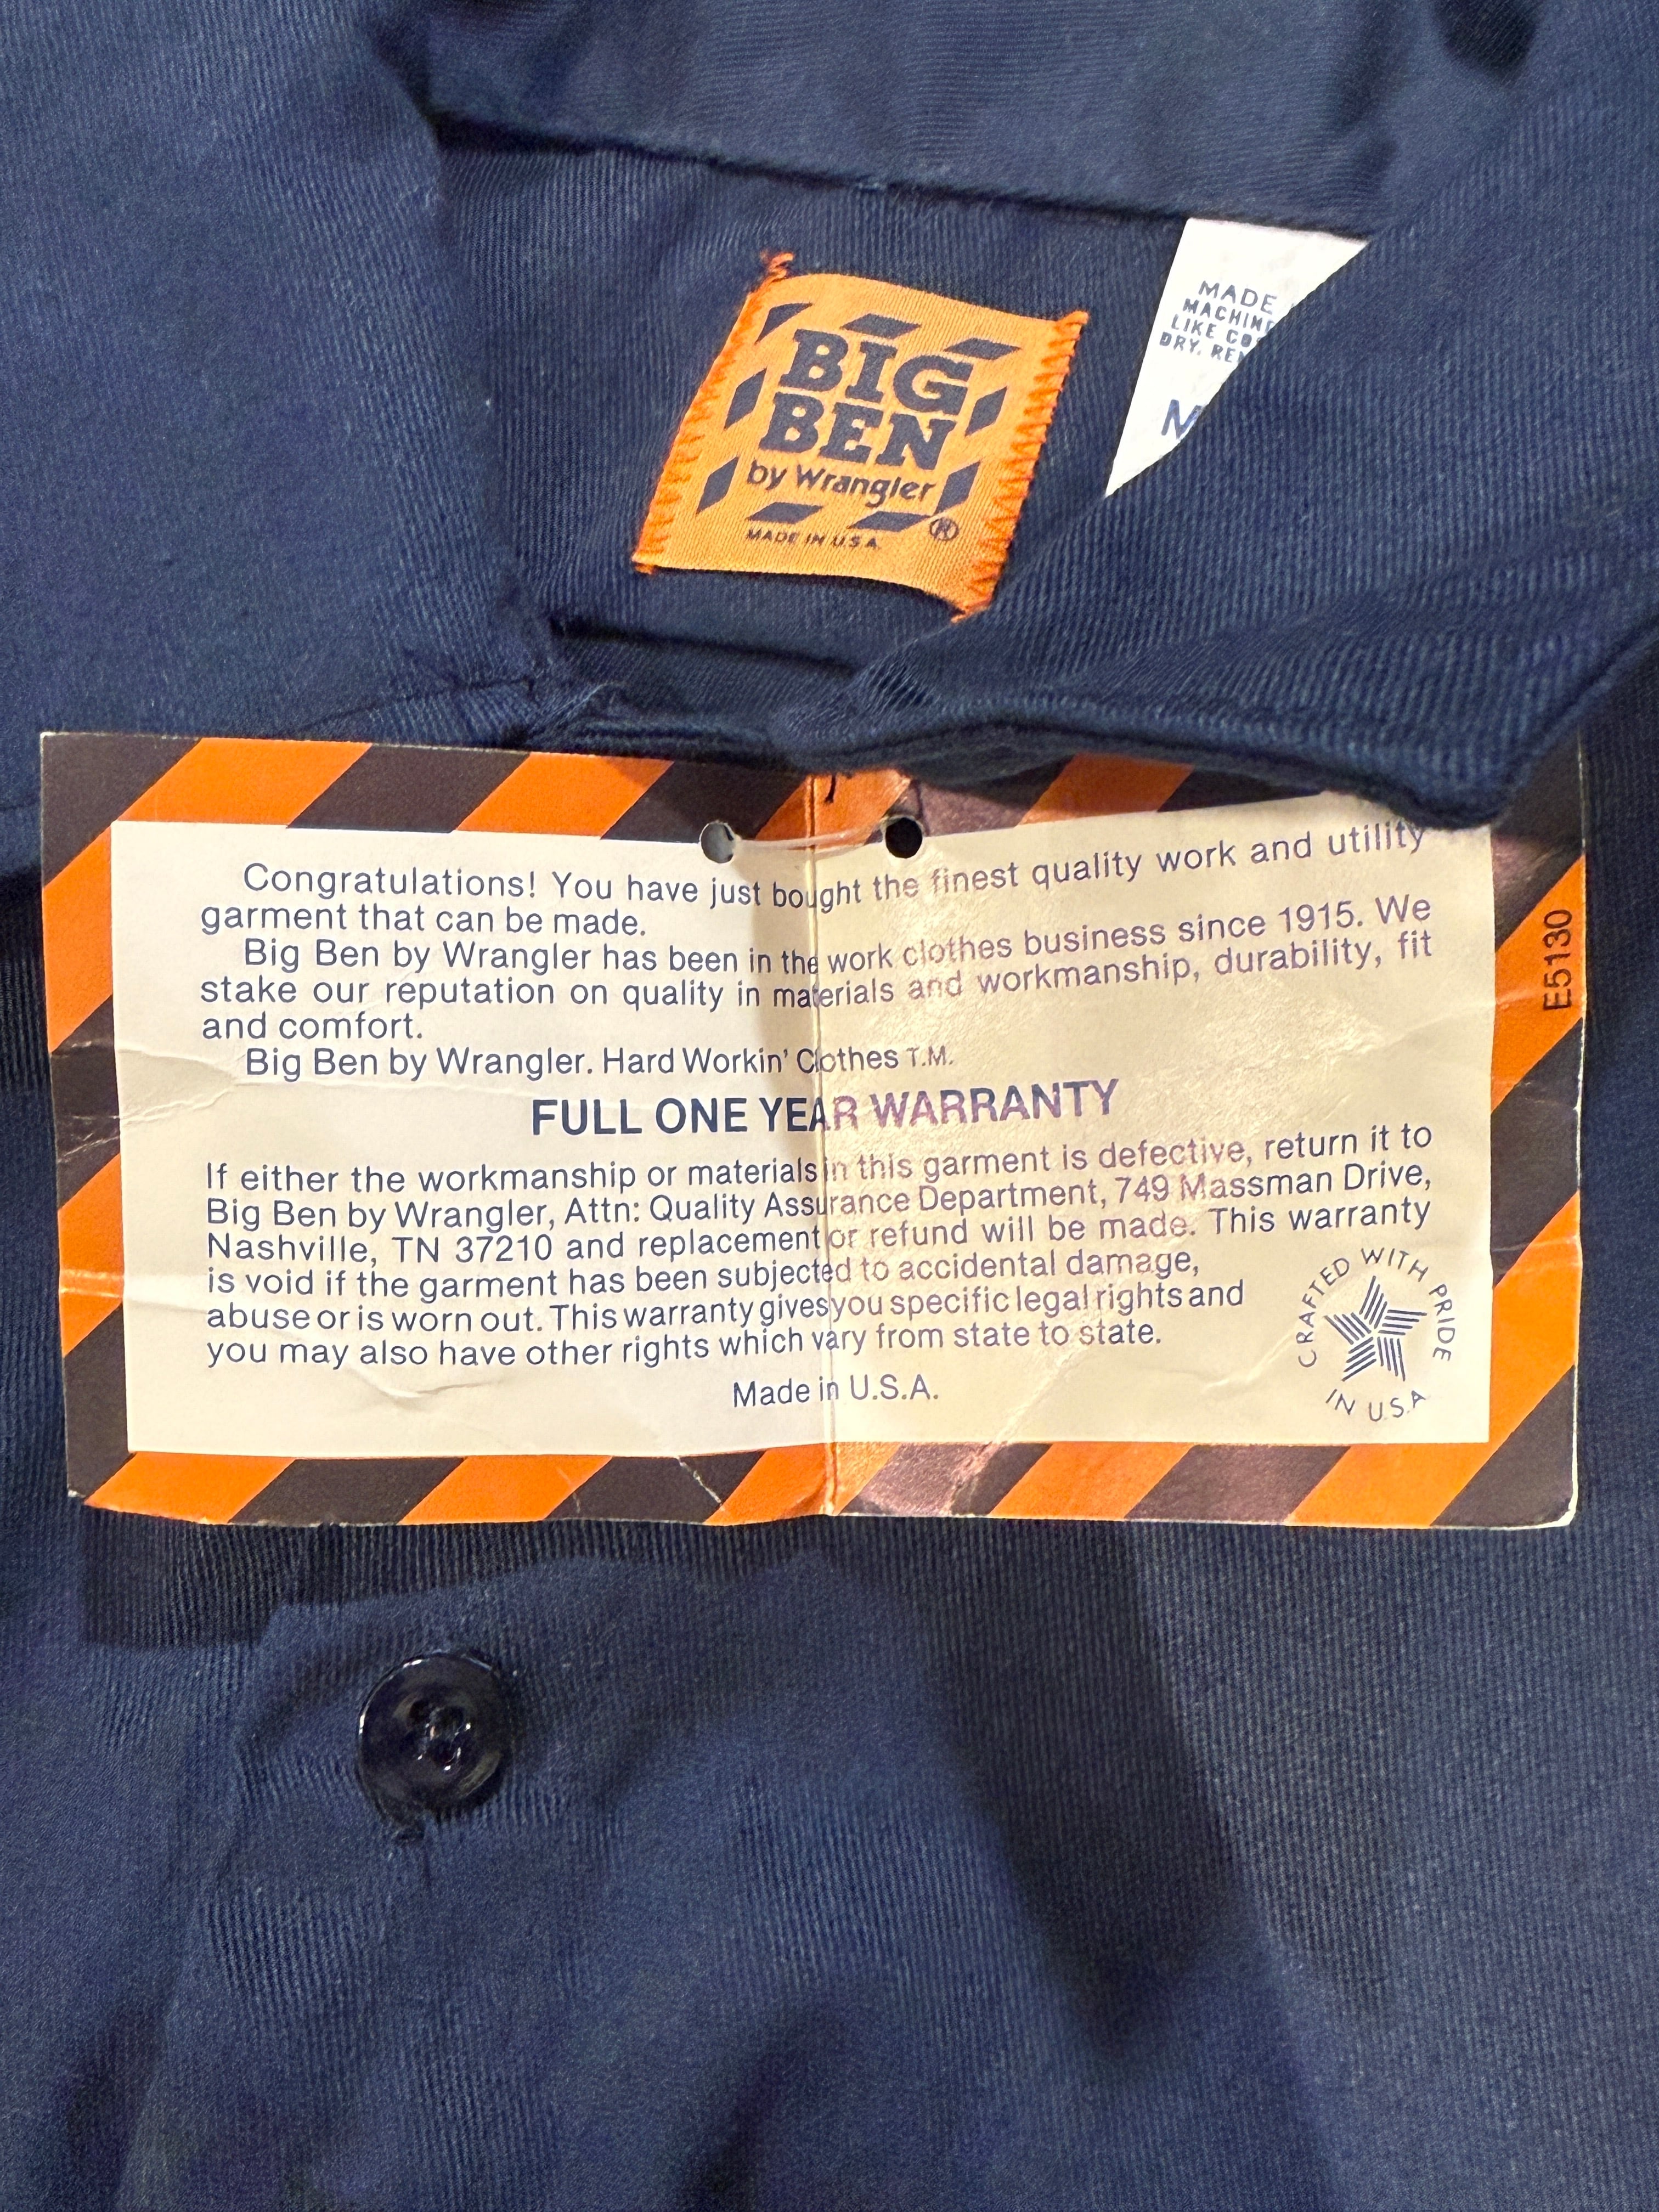 BIG
BEN
by Wrangler
®
MADE IN U.S.A.
MADE
MACHINE
LIKE
DRY. RE
M
Congratulations! You have just bought the finest quality work and utility
garment that can be made.
Big Ben by Wrangler has been in the work clothes business since 1915. We
stake our reputation on quality in materials and workmanship, durability, fit
and comfort.
Big Ben by Wrangler. Hard Workin' Clothes T.M.
FULL ONE YEAR WARRANTY
If either the workmanship or materials in this garment is defective, return it to
Big Ben by Wrangler, Attn: Quality Assurance Department, 749 Massman Drive,
Nashville, TN 37210 and replacement or refund will be made. This warranty
is void if the garment has been subjected to accidental damage,
abuse or is worn out. This warranty gives you specific legal rights and
you may also have other rights which vary from state to state.
Made in U.S.A.
CRAFTED WITH PRIDE
IN U.S.A
E5130